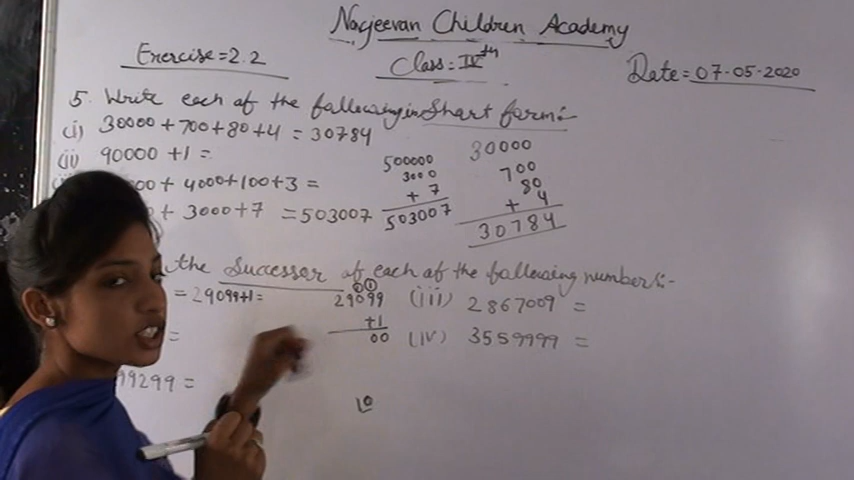 Navjeevan Children Academy
Exercise=2.2
Class:IVth
Date=07-05-2020
5. Write each of the following in Short form:-
(i) 30000+700+80+4=30784
(ii) 90000+1=
000+4000+100+3=
+3000+7 =503007
500000
3000
+7
503007
30000
700
80
+4
30784
the Successor of each of the following numbers:-
=29099+1=
29099
+1
00
(iii) 2867009 =
=
(iv) 3559999 =
99299=
10